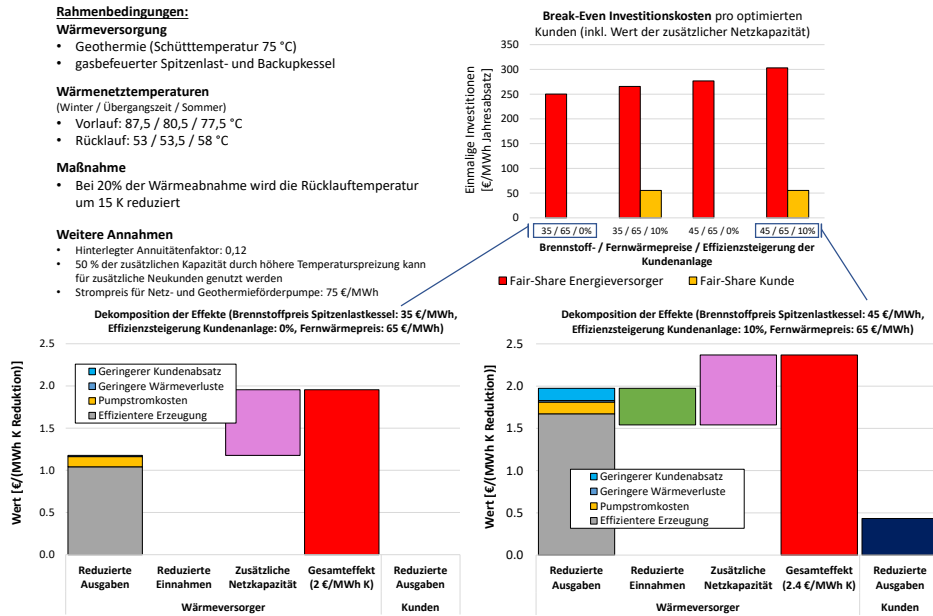 Rahmenbedingungen:
Wärmeversorgung
• Geothermie (Schütttemperatur 75 °C)
• gasbefeuerter Spitzenlast- und Backupkessel
Wärmenetztemperaturen
(Winter / Übergangszeit / Sommer)
• Vorlauf: 87,5 / 80,5 / 77,5 °C
• Rücklauf: 53 / 53,5 / 58 °C
Maßnahme
• Bei 20% der Wärmeabnahme wird die Rücklauftemperatur
um 15 K reduziert
Weitere Annahmen
• Hinterlegter Annuitätenfaktor: 0,12
• 50 % der zusätzlichen Kapazität durch höhere Temperaturspreizung kann
für zusätzliche Neukunden genutzt werden
• Strompreis für Netz- und Geothermieförderpumpe: 75 €/MWh
Break-Even Investitionskosten pro optimierten
Kunden (inkl. Wert der zusätzlicher Netzkapazität)
Einmalige Investitionen
[€/MWh Jahresabsatz]
350
300
250
200
150
100
50
0
35 / 65 / 0%
35 / 65 / 10%
45 / 65 / 0%
45 / 65 / 10%
Brennstoff- / Fernwärmepreise / Effizienzsteigerung der
Kundenanlage
Fair-Share Energieversorger
Fair-Share Kunde
Dekomposition der Effekte (Brennstoffpreis Spitzenlastkessel: 35 €/MWh,
Effizienzsteigerung Kundenanlage: 0%, Fernwärmepreis: 65 €/MWh)
Wert [€/(MWh K Reduktion)]
2.5
2.0
1.5
1.0
0.5
0.0
Geringerer Kundenabsatz
Geringere Wärmeverluste
Pumpstromkosten
Effizientere Erzeugung
Reduzierte
Ausgaben
Reduzierte
Einnahmen
Zusätzliche
Netzkapazität
Gesamteffekt
(2 €/MWh K)
Reduzierte
Ausgaben
Wärmeversorger
Kunden
Dekomposition der Effekte (Brennstoffpreis Spitzenlastkessel: 45 €/MWh,
Effizienzsteigerung Kundenanlage: 10%, Fernwärmepreis: 65 €/MWh)
Wert [€/(MWh K Reduktion)]
2.5
2.0
1.5
1.0
0.5
0.0
Geringerer Kundenabsatz
Geringere Wärmeverluste
Pumpstromkosten
Effizientere Erzeugung
Reduzierte
Ausgaben
Reduzierte
Einnahmen
Zusätzliche
Netzkapazität
Gesamteffekt
(2.4 €/MWh K)
Reduzierte
Ausgaben
Wärmeversorger
Kunden